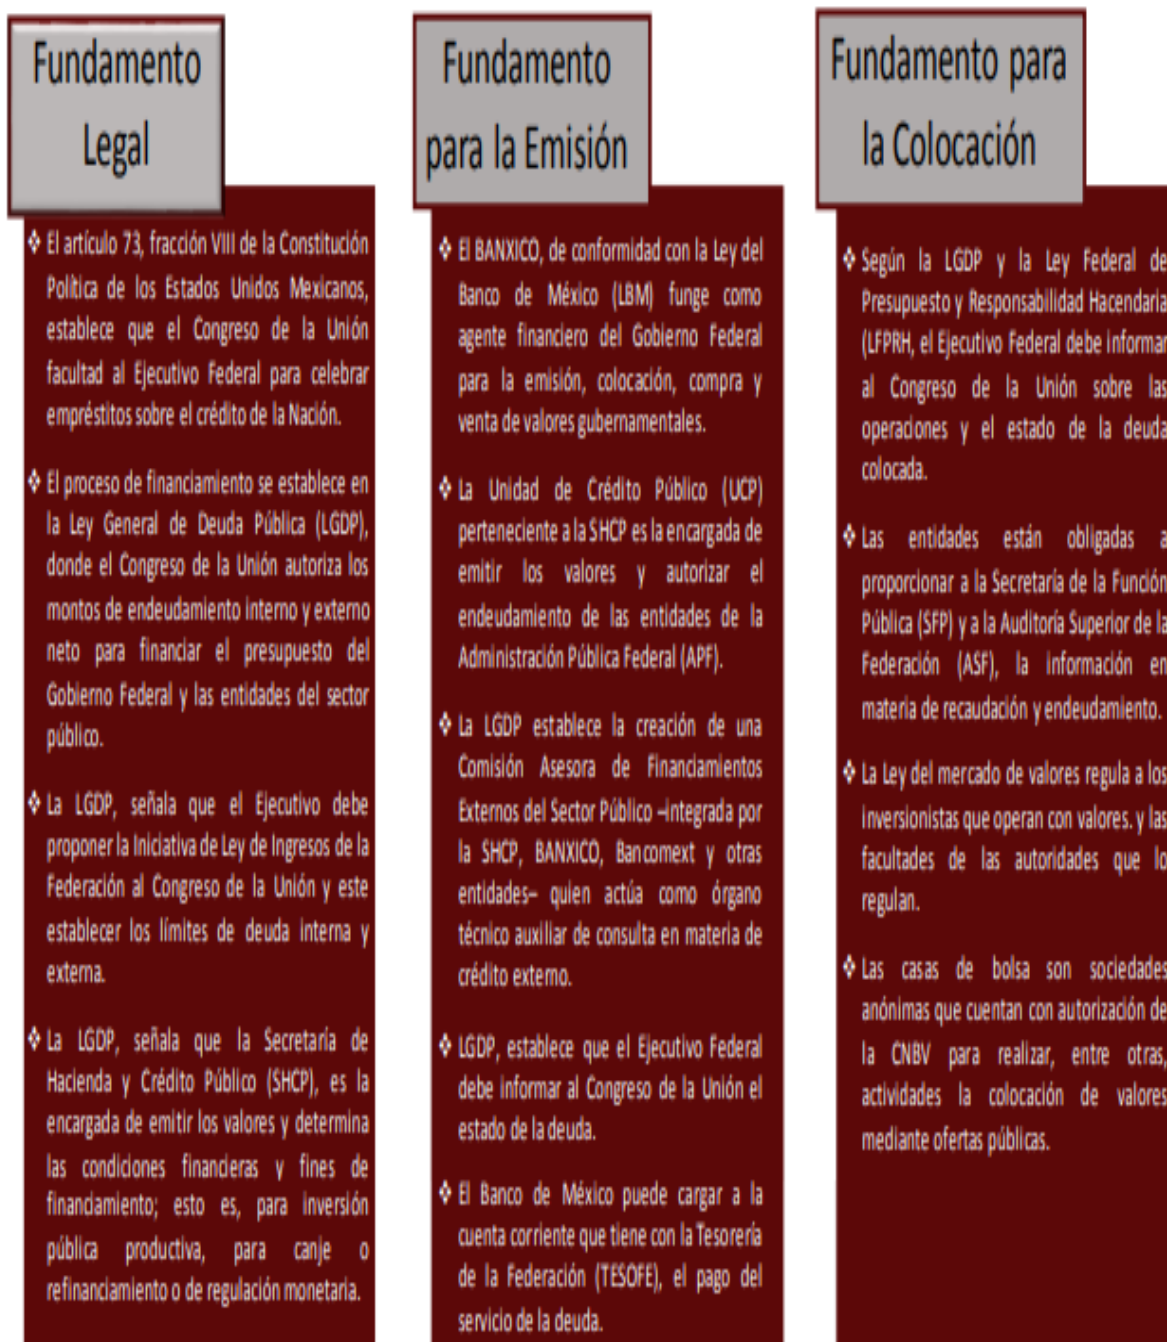 Fundamento
Legal
❖ El artículo 73, fracción VIII de la Constitución
Política de los Estados Unidos Mexicanos,
establece que el Congreso de la Unión
facultad al Ejecutivo Federal para celebrar
empréstitos sobre el crédito de la Nación.
❖ El proceso de financiamiento se establece en
la Ley General de Deuda Pública (LGDP),
donde el Congreso de la Unión autoriza los
montos de endeudamiento interno y externo
neto para financiar el presupuesto del
Gobierno Federal y las entidades del sector
público.
❖ La LGDP, señala que el Ejecutivo debe
proponer la Iniciativa de Ley de Ingresos de la
Federación al Congreso de la Unión y este
establecer los límites de deuda interna y
externa.
❖ La LGDP, señala que la Secretaría de
Hacienda y Crédito Público (SHCP), es la
encargada de emitir los valores y determina
las condiciones financieras y fines de
financiamiento; esto es, para inversión
pública productiva, para canje o
refinanciamiento o de regulación monetaria.
Fundamento
para la Emisión
❖ El BANXICO, de conformidad con la Ley del
Banco de México (LBM) funge como
agente financiero del Gobierno Federal
para la emisión, colocación, compra y
venta de valores gubernamentales.
❖ La Unidad de Crédito Público (UCP)
perteneciente a la SHCP es la encargada de
emitir los valores y autorizar el
endeudamiento de las entidades de la
Administración Pública Federal (APF).
❖ La LGDP establece la creación de una
Comisión Asesora de Financiamientos
Externos del Sector Público –integrada por
la SHCP, BANXICO, Bancomext y otras
entidades– quien actúa como órgano
técnico auxiliar de consulta en materia de
crédito externo.
❖ LGDP, establece que el Ejecutivo Federal
debe informar al Congreso de la Unión el
estado de la deuda.
❖ El Banco de México puede cargar a la
cuenta corriente que tiene con la Tesorería
de la Federación (TESOFE), el pago del
servicio de la deuda.
Fundamento para
la Colocación
❖ Según la LGDP y la Ley Federal de
Presupuesto y Responsabilidad Hacendaria
(LFPRH, el Ejecutivo Federal debe informar
al Congreso de la Unión sobre las
operaciones y el estado de la deuda
colocada.
❖ Las entidades están obligadas a
proporcionar a la Secretaría de la Función
Pública (SFP) y a la Auditoría Superior de la
Federación (ASF), la información en
materia de recaudación y endeudamiento.
❖ La Ley del mercado de valores regula a los
inversionistas que operan con valores. y las
facultades de las autoridades que lo
regulan.
❖ Las casas de bolsa son sociedades
anónimas que cuentan con autorización de
la CNBV para realizar, entre otras,
actividades la colocación de valores
mediante ofertas públicas.